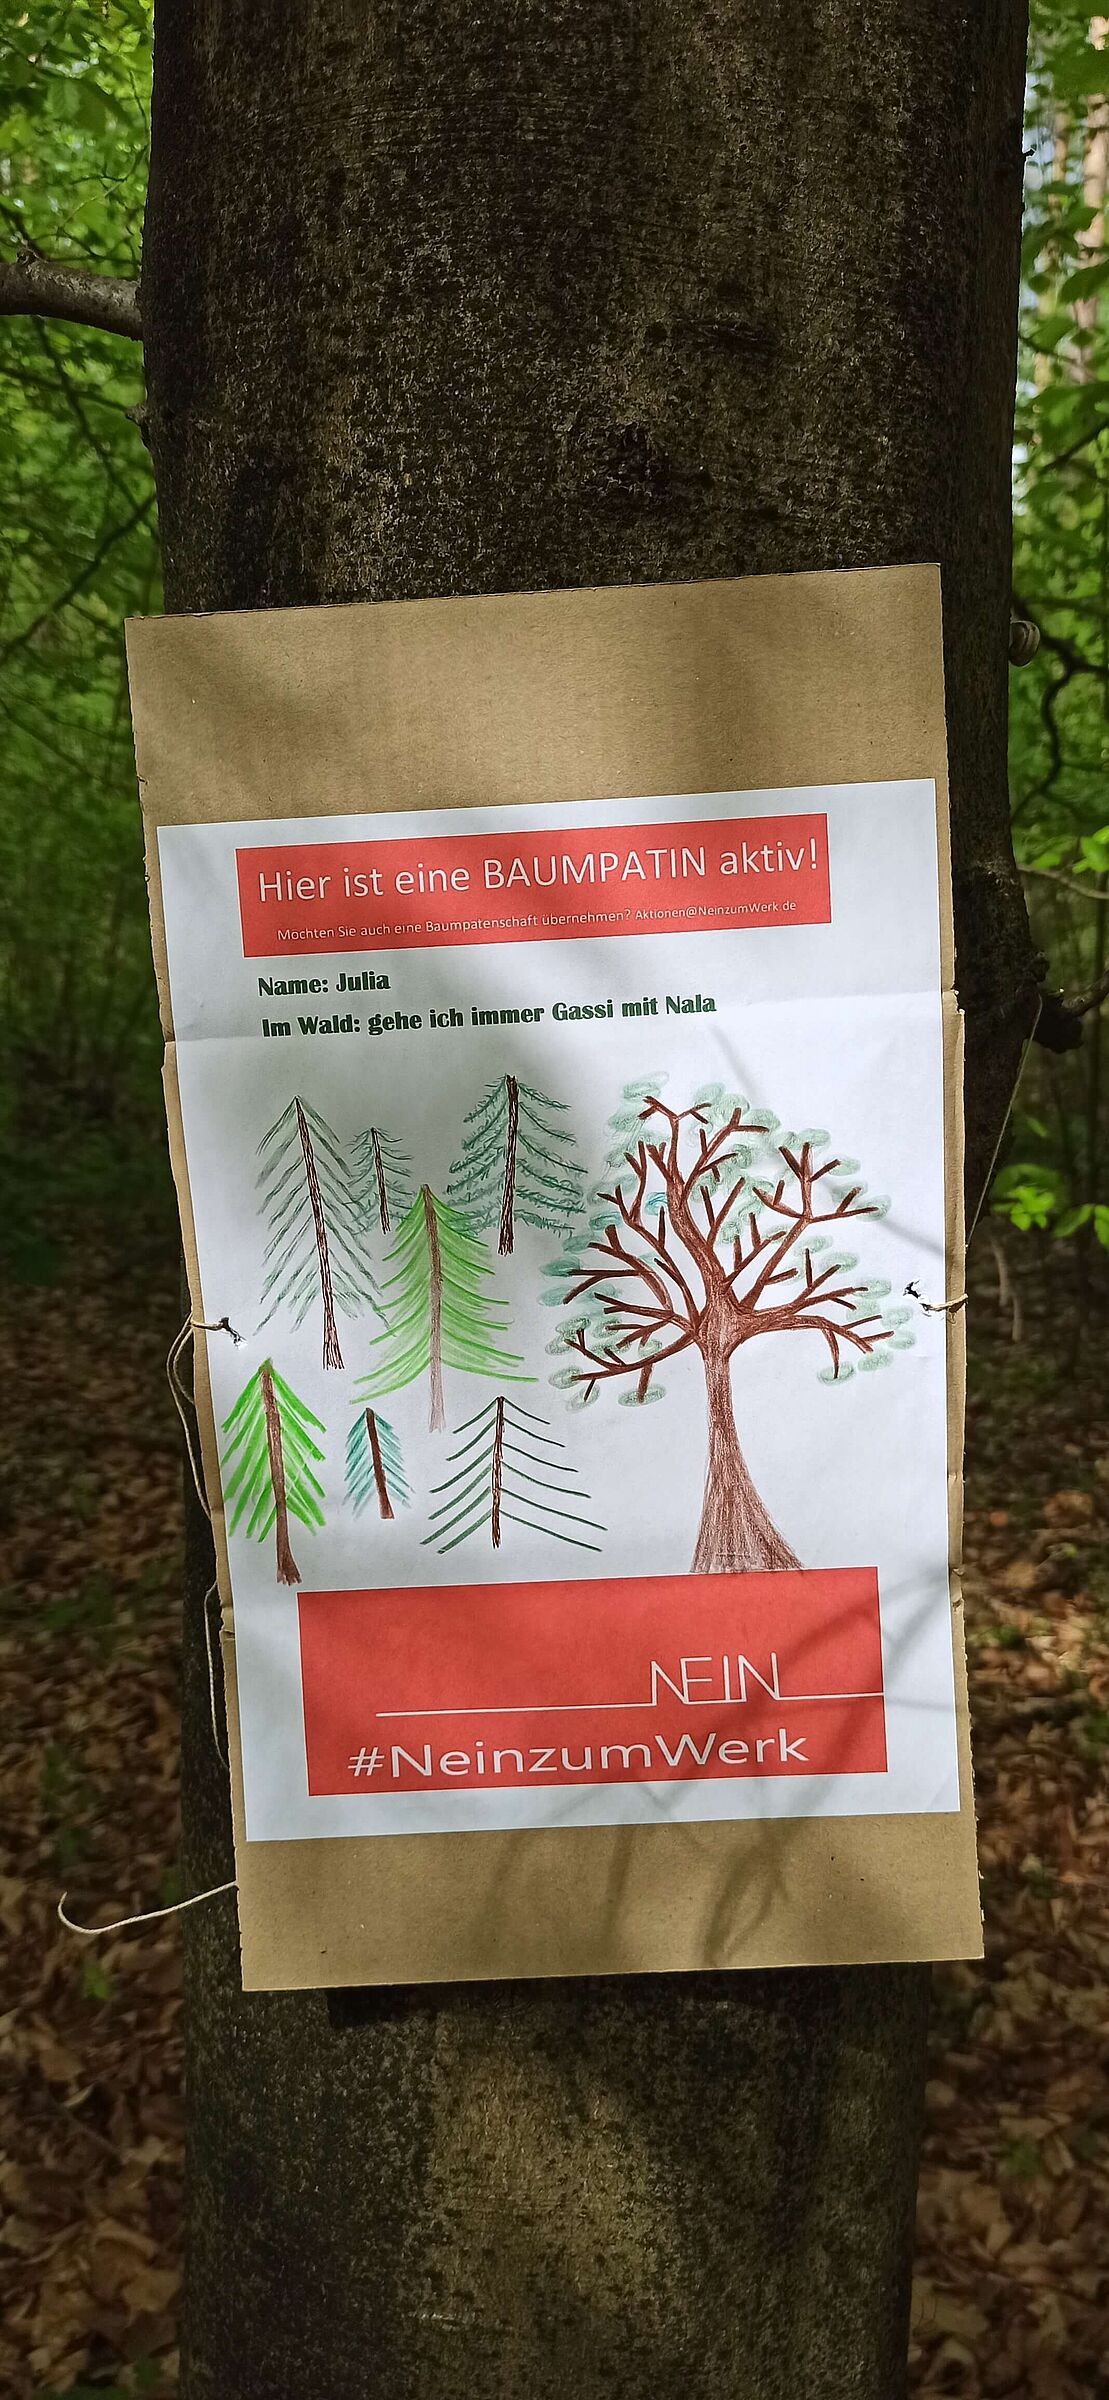 Hier ist eine BAUMPATIN aktiv!
Möchten Sie auch eine Baumpatenschaft übernehmen? Aktionen@NeinzumWerk.de
Name: Julia
Im Wald: gehe ich immer Gassi mit Nala
NEIN
#NeinzumWerk